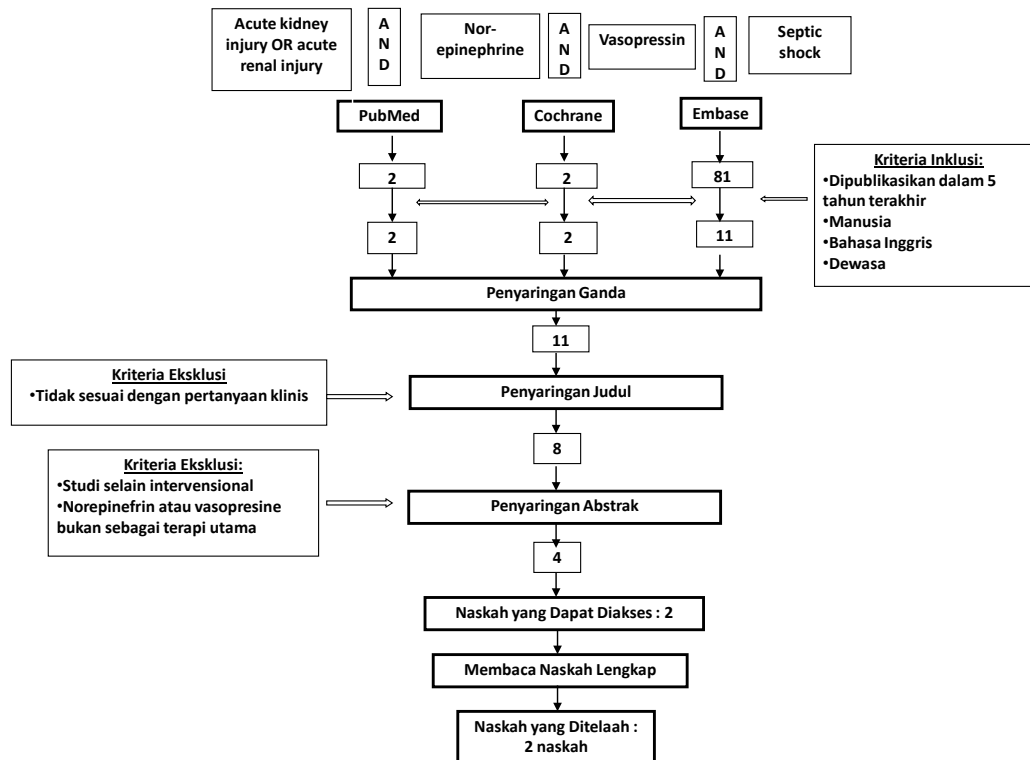 Acute kidney
injury OR acute
renal injury
A
N
D
Nor-
epinephrine
A
N
D
Vasopressin
A
N
D
Septic
shock
PubMed
Cochrane
Embase
2
2
81
Kriteria Inklusi:
•Dipublikasikan dalam 5
tahun terakhir
•Manusia
•Bahasa Inggris
•Dewasa
2
2
11
Penyaringan Ganda
11
Kriteria Eksklusi
•Tidak sesuai dengan pertanyaan klinis
Penyaringan Judul
8
Kriteria Eksklusi:
•Studi selain intervensional
•Norepinefrin atau vasopresine
bukan sebagai terapi utama
Penyaringan Abstrak
4
Naskah yang Dapat Diakses : 2
Membaca Naskah Lengkap
Naskah yang Ditelaah :
2 naskah